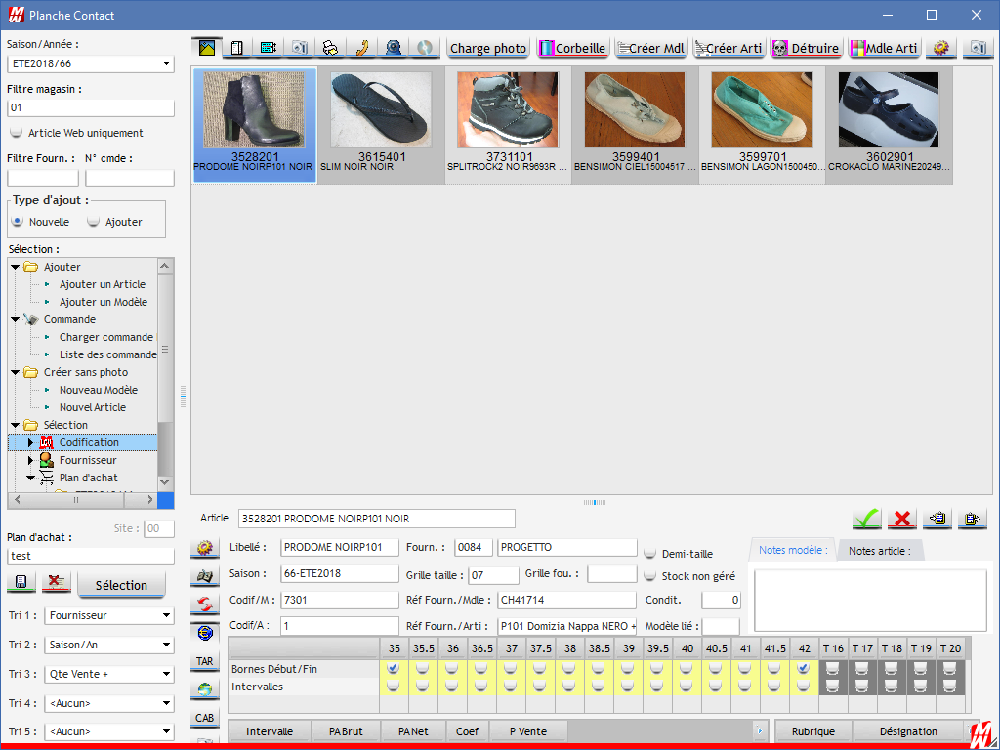 Planche Contact
Saison/Année :
ETE2018/66
Filtre magasin :
01
Article Web uniquement
Filtre Fourn. : N° cmde :
Type d'ajout :
Nouvelle Ajouter
Sélection :
Ajouter
Ajouter un Article
Ajouter un Modèle
Commande
Charger commande
Liste des commande
Créer sans photo
Nouveau Modèle
Nouvel Article
Sélection
Codification
Fournisseur
Plan d'achat
Site : 00
Plan d'achat :
test
Sélection
Tri 1 : Fournisseur
Tri 2 : Saison/An
Tri 3 : Qte Vente +
Tri 4 : <Aucun>
Tri 5 : <Aucun>
Charge photo Corbeille Créer Mdl Créer Arti Détruire Mdle Arti
3528201
PRODOME NOIRP101 NOIR
3615401
SLIM NOIR NOIR
3731101
SPLITROCK2 NOIR9693R ...
3599401
BENSIMON CIEL15004517 ...
3599701
BENSIMON LAGON1500450...
3602901
CROKACLO MARINE20249...
Article 3528201 PRODOME NOIRP101 NOIR
Libellé : PRODOME NOIRP101 Fourn. : 0084 PROGETTO Demi-taille
Saison : 66-ETE2018 Grille taille : 07 Grille fou. : Stock non géré
Codif/M : 7301 Réf Fourn./Mdle : CH41714 Condit. 0
Codif/A : 1 Réf Fourn./Arti : P101 Domizia Nappa NERO + Modèle lié :
Notes modèle : Notes article :
TAR
CAB
35 35.5 36 36.5 37 37.5 38 38.5 39 39.5 40 40.5 41 41.5 42 T 16 T 17 T 18 T 19 T 20
Bornes Début/Fin
Intervalles
Intervalle PABrut PANet Coef P Vente Rubrique Désignation